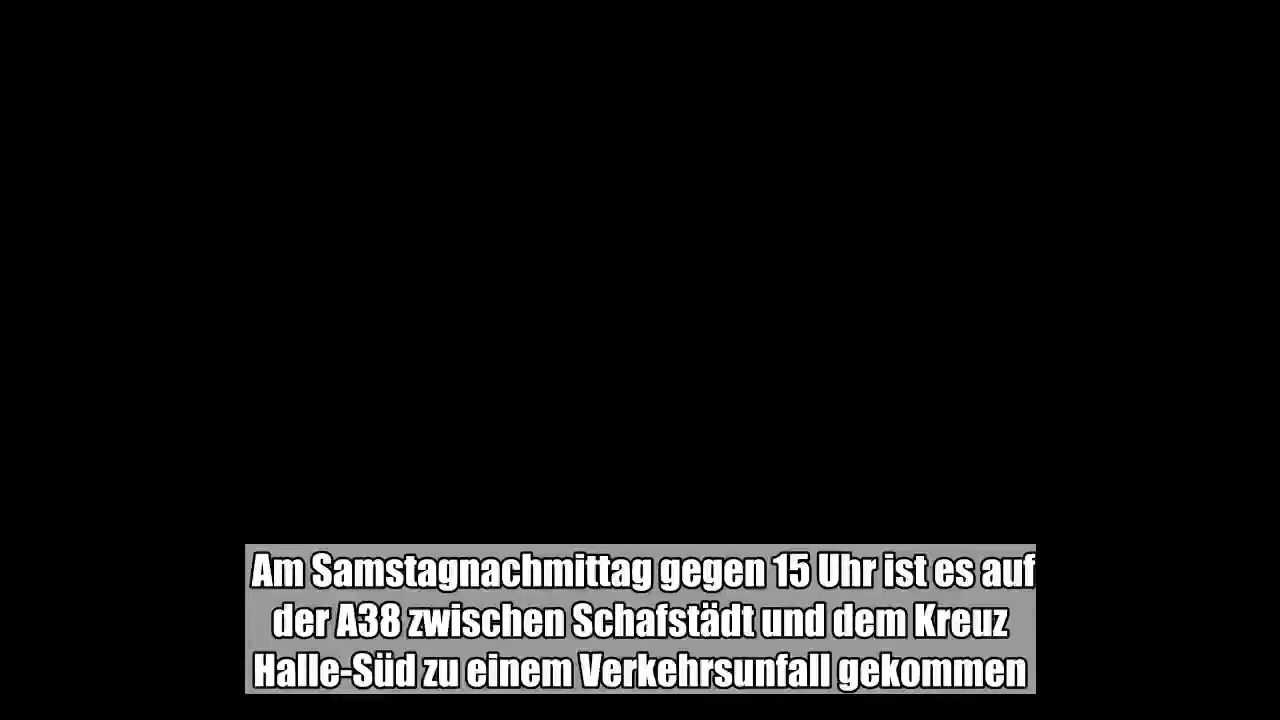 Am Samstagnachmittag gegen 15 Uhr ist es auf
der A38 zwischen Schafstädt und dem Kreuz
Halle-Süd zu einem Verkehrsunfall gekommen